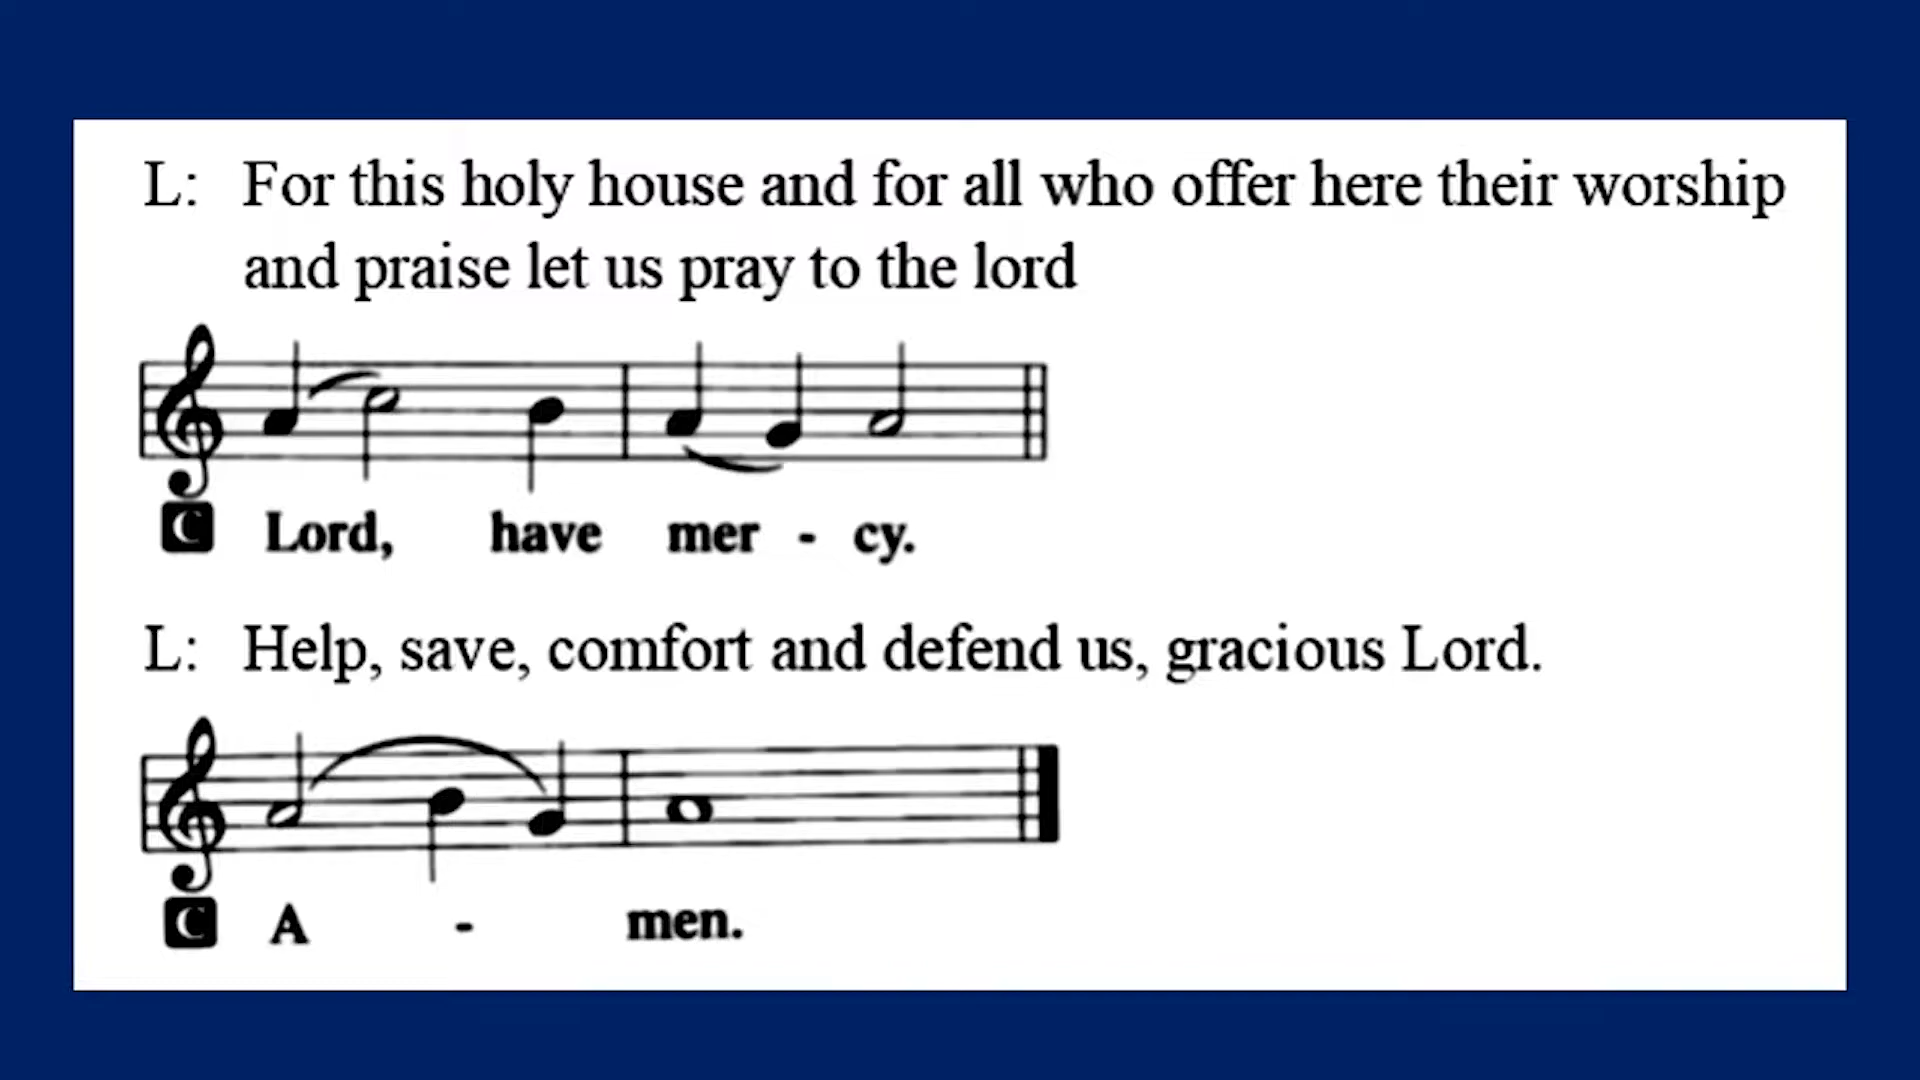 L: For this holy house and for all who offer here their worship
and praise let us pray to the lord
C Lord, have mer - cy.
L: Help, save, comfort and defend us, gracious Lord.
C A - men.